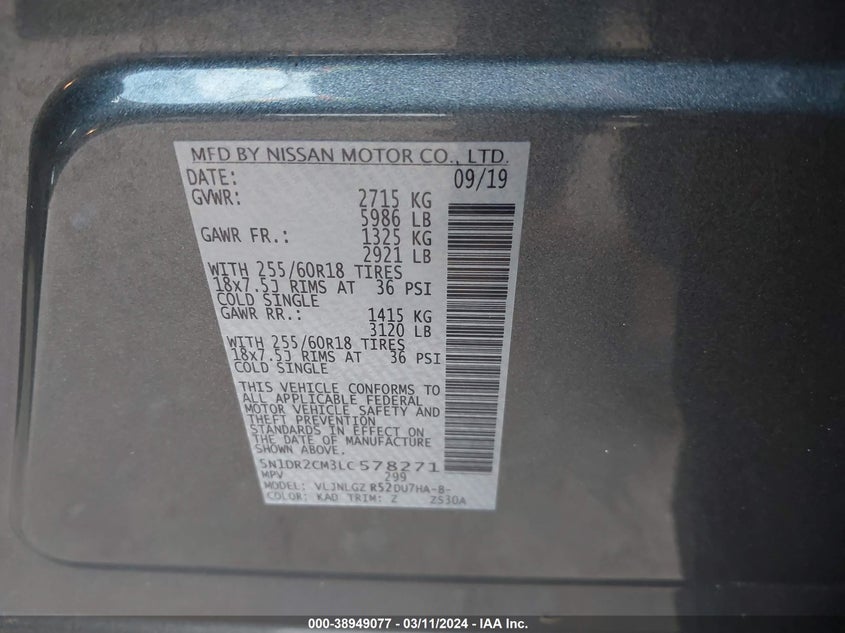 MFD BY NISSAN MOTOR CO., LTD.
DATE: 09/19
GVWR: 2715 KG
5986 LB
GAWR FR.: 1325 KG
2921 LB
WITH 255/60R18 TIRES
18x7.5J RIMS AT 36 PSI
COLD SINGLE
GAWR RR.: 1415 KG
3120 LB
WITH 255/60R18 TIRES
18x7.5J RIMS AT 36 PSI
COLD SINGLE
THIS VEHICLE CONFORMS TO
ALL APPLICABLE FEDERAL
MOTOR VEHICLE SAFETY AND
THEFT PREVENTION
STANDARDS IN EFFECT ON
THE DATE OF MANUFACTURE
SHOWN ABOVE.
5N1DR2CM3LC578271
MPV 299
MODEL: VLJNLGZ R52DU7HA-B-
COLOR: KAD TRIM: Z ZS30A
000-38949077 - 03/11/2024 - IAA Inc.